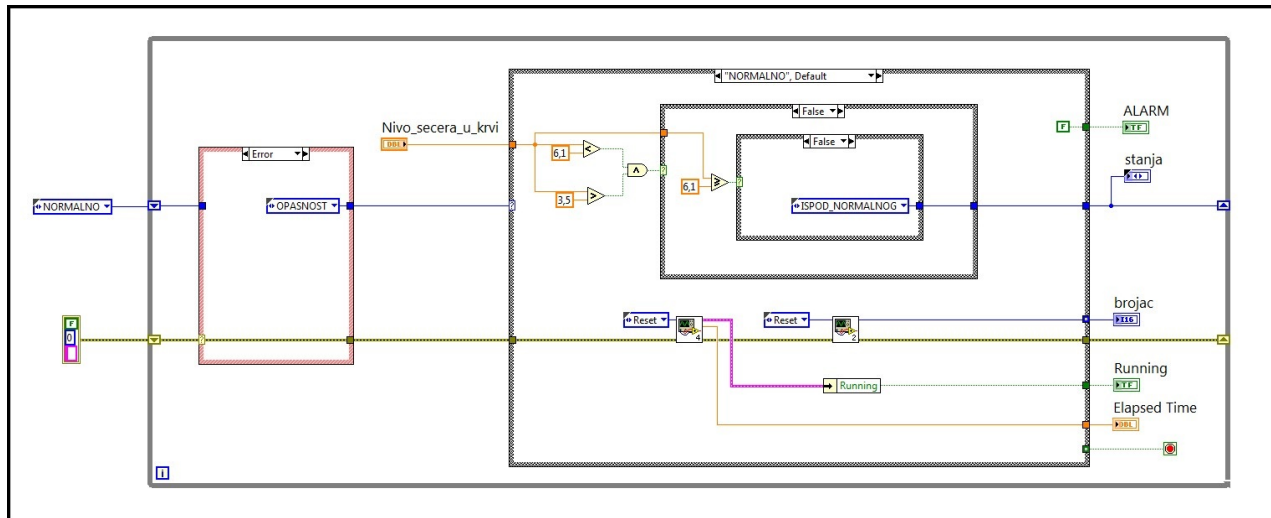 "NORMALNO", Default
False
ALARM
F
TF
Nivo_secera_u_krvi
DBL
False
6,1
<
∧
stanja
Error
>
3,5
6,1
≥
NORMALNO
OPASNOST
ISPOD_NORMALNOG
brojac
Reset
Reset
I16
F
0
4
2
Running
Running
TF
Elapsed Time
DBL
i